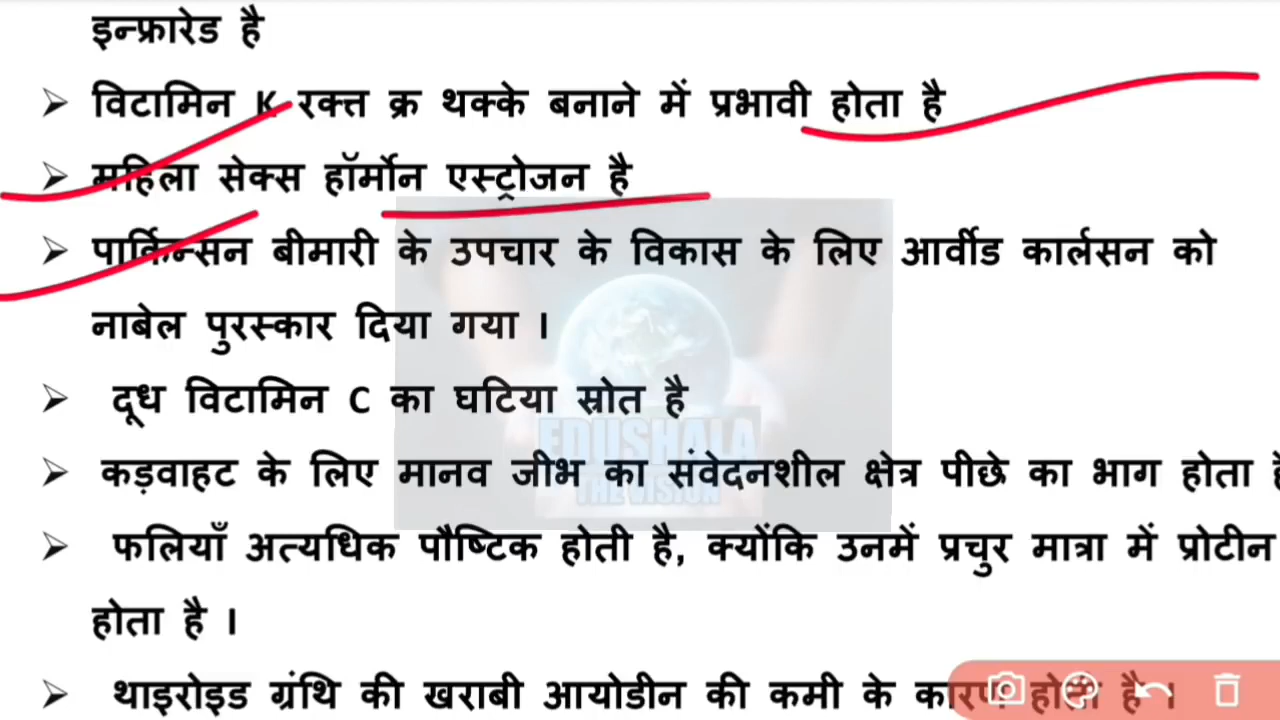 इन्फ्रारेड है
➢ विटामिन K रक्त क्र थक्के बनाने में प्रभावी होता है
➢ महिला सेक्स हॉर्मोन एस्ट्रोजन है
➢ पार्किन्सन बीमारी के उपचार के विकास के लिए आर्वीड कार्लसन को
नाबेल पुरस्कार दिया गया ।
➢ दूध विटामिन C का घटिया स्रोत है
➢ कड़वाहट के लिए मानव जीभ का संवेदनशील क्षेत्र पीछे का भाग होता है
➢ फलियाँ अत्यधिक पौष्टिक होती है, क्योंकि उनमें प्रचुर मात्रा में प्रोटीन
होता है ।
➢ थाइरोइड ग्रंथि की खराबी आयोडीन की कमी के कारण होती है ।
EDUSHALA
THE VISION